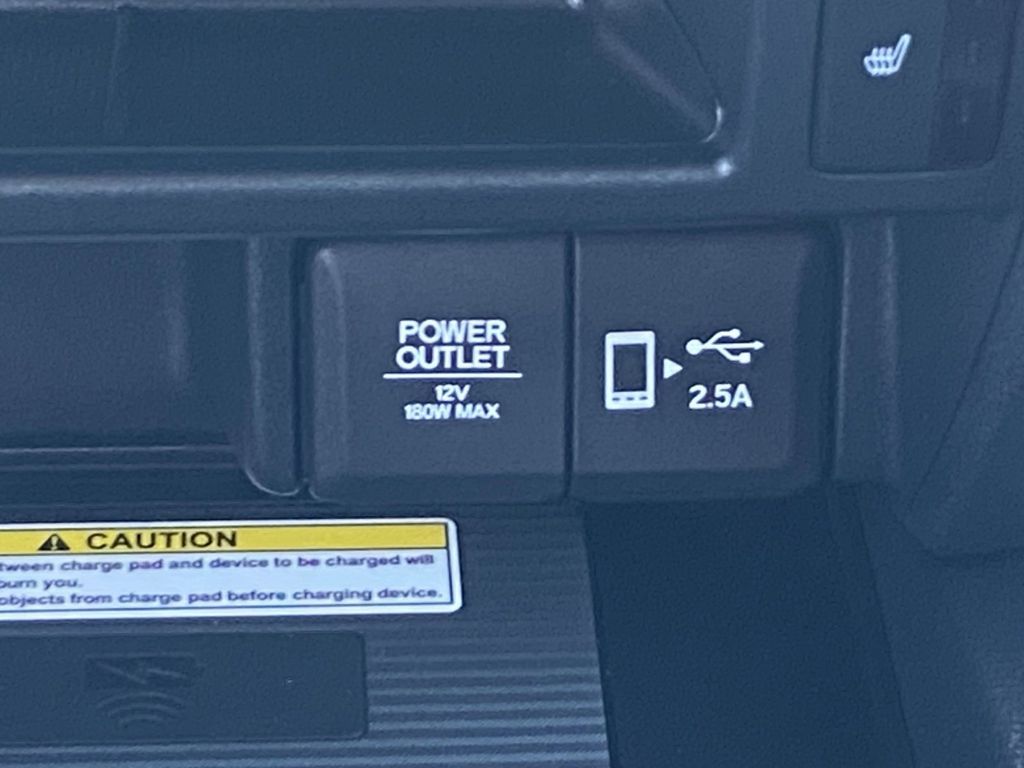 POWER
OUTLET
12V
180W MAX
2.5A
CAUTION
tween charge pad and device to be charged will
burn you.
objects from charge pad before charging device.